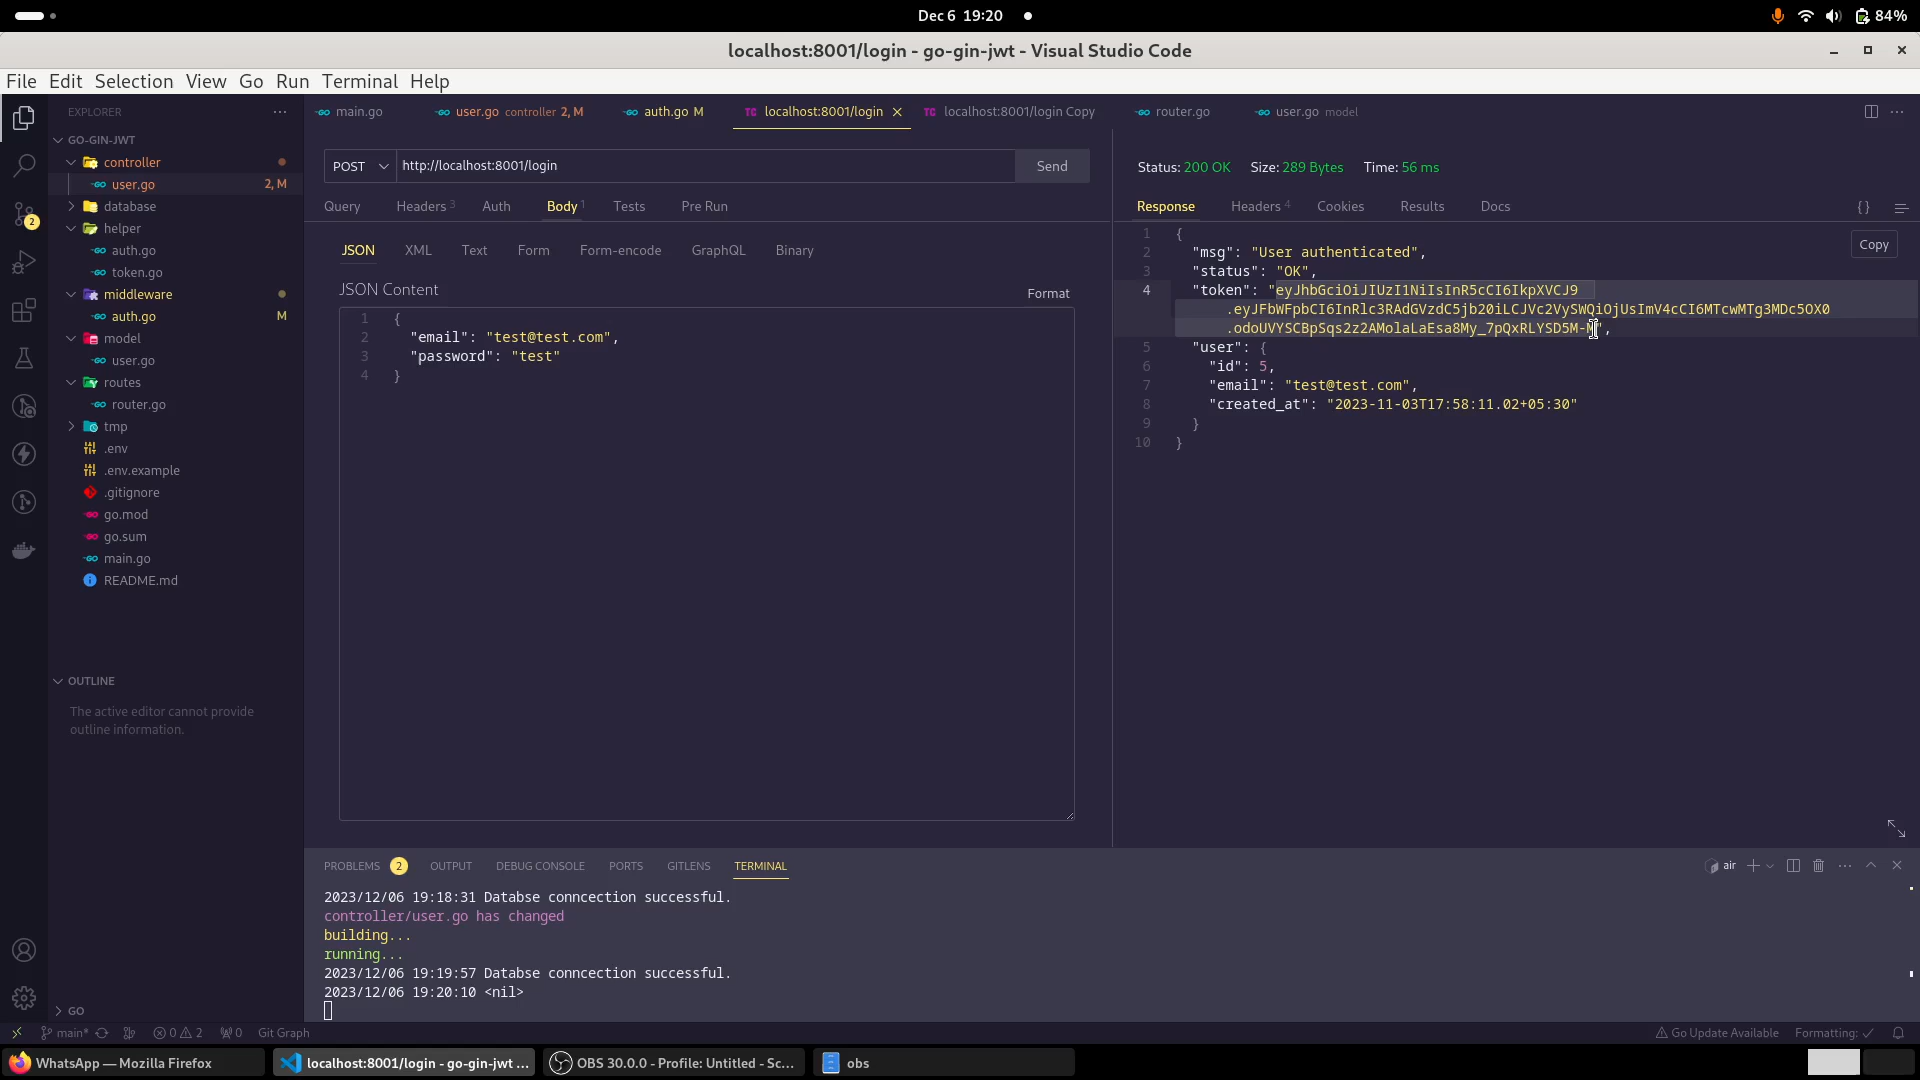 Dec 6 19:20
84%
localhost:8001/login - go-gin-jwt - Visual Studio Code
File Edit Selection View Go Run Terminal Help
EXPLORER
GO-GIN-JWT
controller
user.go 2, M
database
helper
auth.go
token.go
middleware
auth.go M
model
user.go
routes
router.go
tmp
.env
.env.example
.gitignore
go.mod
go.sum
main.go
README.md
OUTLINE
The active editor cannot provide
outline information.
GO
2
main.go user.go controller 2, M auth.go M TC localhost:8001/login TC localhost:8001/login Copy router.go user.go model
POST http://localhost:8001/login Send
Query Headers 3 Auth Body 1 Tests Pre Run
JSON XML Text Form Form-encode GraphQL Binary
JSON Content Format
1 {
2 "email": "test@test.com",
3 "password": "test"
4 }
Status: 200 OK Size: 289 Bytes Time: 56 ms
Response Headers 4 Cookies Results Docs {}
Copy
1 {
2 "msg": "User authenticated",
3 "status": "OK",
4 "token": "eyJhbGciOiJIUzI1NiIsInR5cCI6IkpXVCJ9
.eyJFbWFpbCI6InRlc3RAdGVzdC5jb20iLCJVc2VySWQiOjUsImV4cCI6MTcwMTg3MDc5OX0
.odoUVYSCBpSqs2z2AMolaLaEsa8My_7pQxRLYSD5M-M",
5 "user": {
6 "id": 5,
7 "email": "test@test.com",
8 "created_at": "2023-11-03T17:58:11.02+05:30"
9 }
10 }
PROBLEMS 2 OUTPUT DEBUG CONSOLE PORTS GITLENS TERMINAL
air
2023/12/06 19:18:31 Databse conncection successful.
controller/user.go has changed
building...
running...
2023/12/06 19:19:57 Databse conncection successful.
2023/12/06 19:20:10 <nil>
main* 0 2 0 Git Graph Go Update Available Formatting:
WhatsApp — Mozilla Firefox localhost:8001/login - go-gin-jwt ... OBS 30.0.0 - Profile: Untitled - Sc... obs